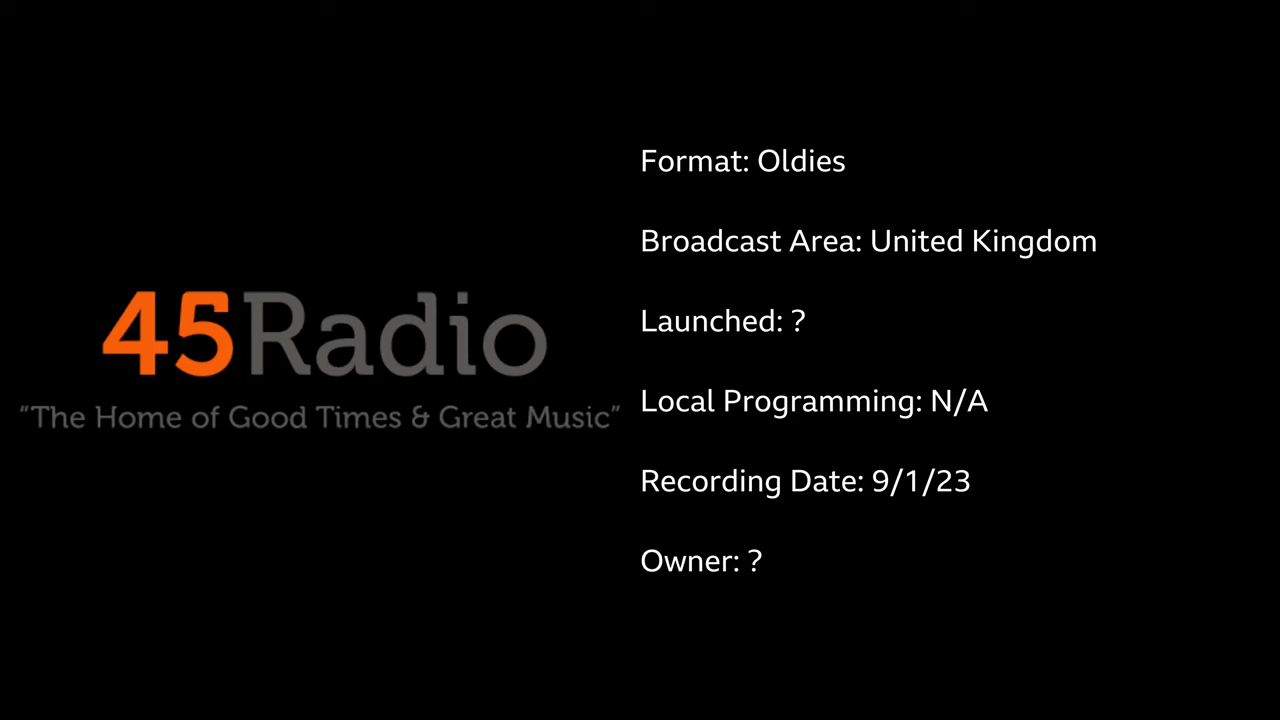 45Radio
“The Home of Good Times & Great Music”
Format: Oldies
Broadcast Area: United Kingdom
Launched: ?
Local Programming: N/A
Recording Date: 9/1/23
Owner: ?